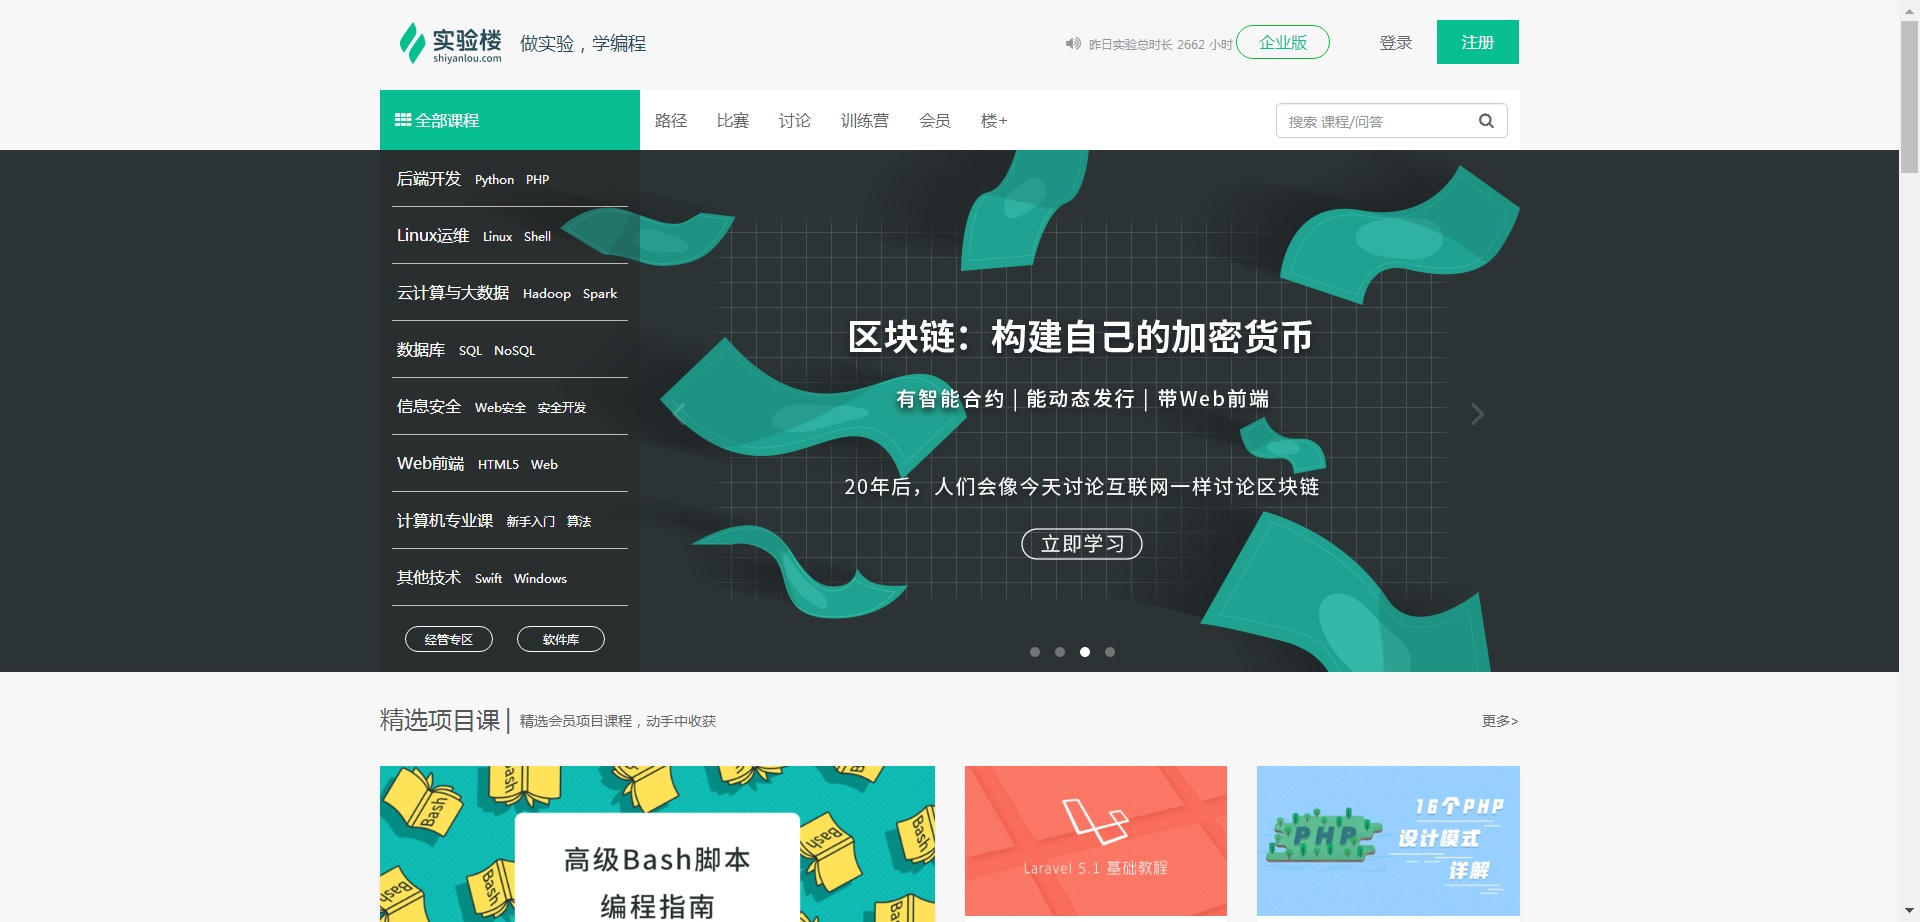 实验楼
shiyanlou.com
做实验，学编程
昨日实验总时长 2662 小时
企业版
登录
注册
全部课程
路径 比赛 讨论 训练营 会员 楼+
搜索 课程/问答
后端开发 Python PHP
Linux运维 Linux Shell
云计算与大数据 Hadoop Spark
数据库 SQL NoSQL
信息安全 Web安全 安全开发
Web前端 HTML5 Web
计算机专业课 新手入门 算法
其他技术 Swift Windows
经管专区 软件库
区块链：构建自己的加密货币
有智能合约 | 能动态发行 | 带Web前端
20年后，人们会像今天讨论互联网一样讨论区块链
立即学习
精选项目课 | 精选会员项目课程，动手中收获
更多>
Bash
Bash
Bash
Bash
Bash
Bash
Bash
高级Bash脚本
编程指南
Laravel 5.1 基础教程
PHP
16个PHP
设计模式
详解